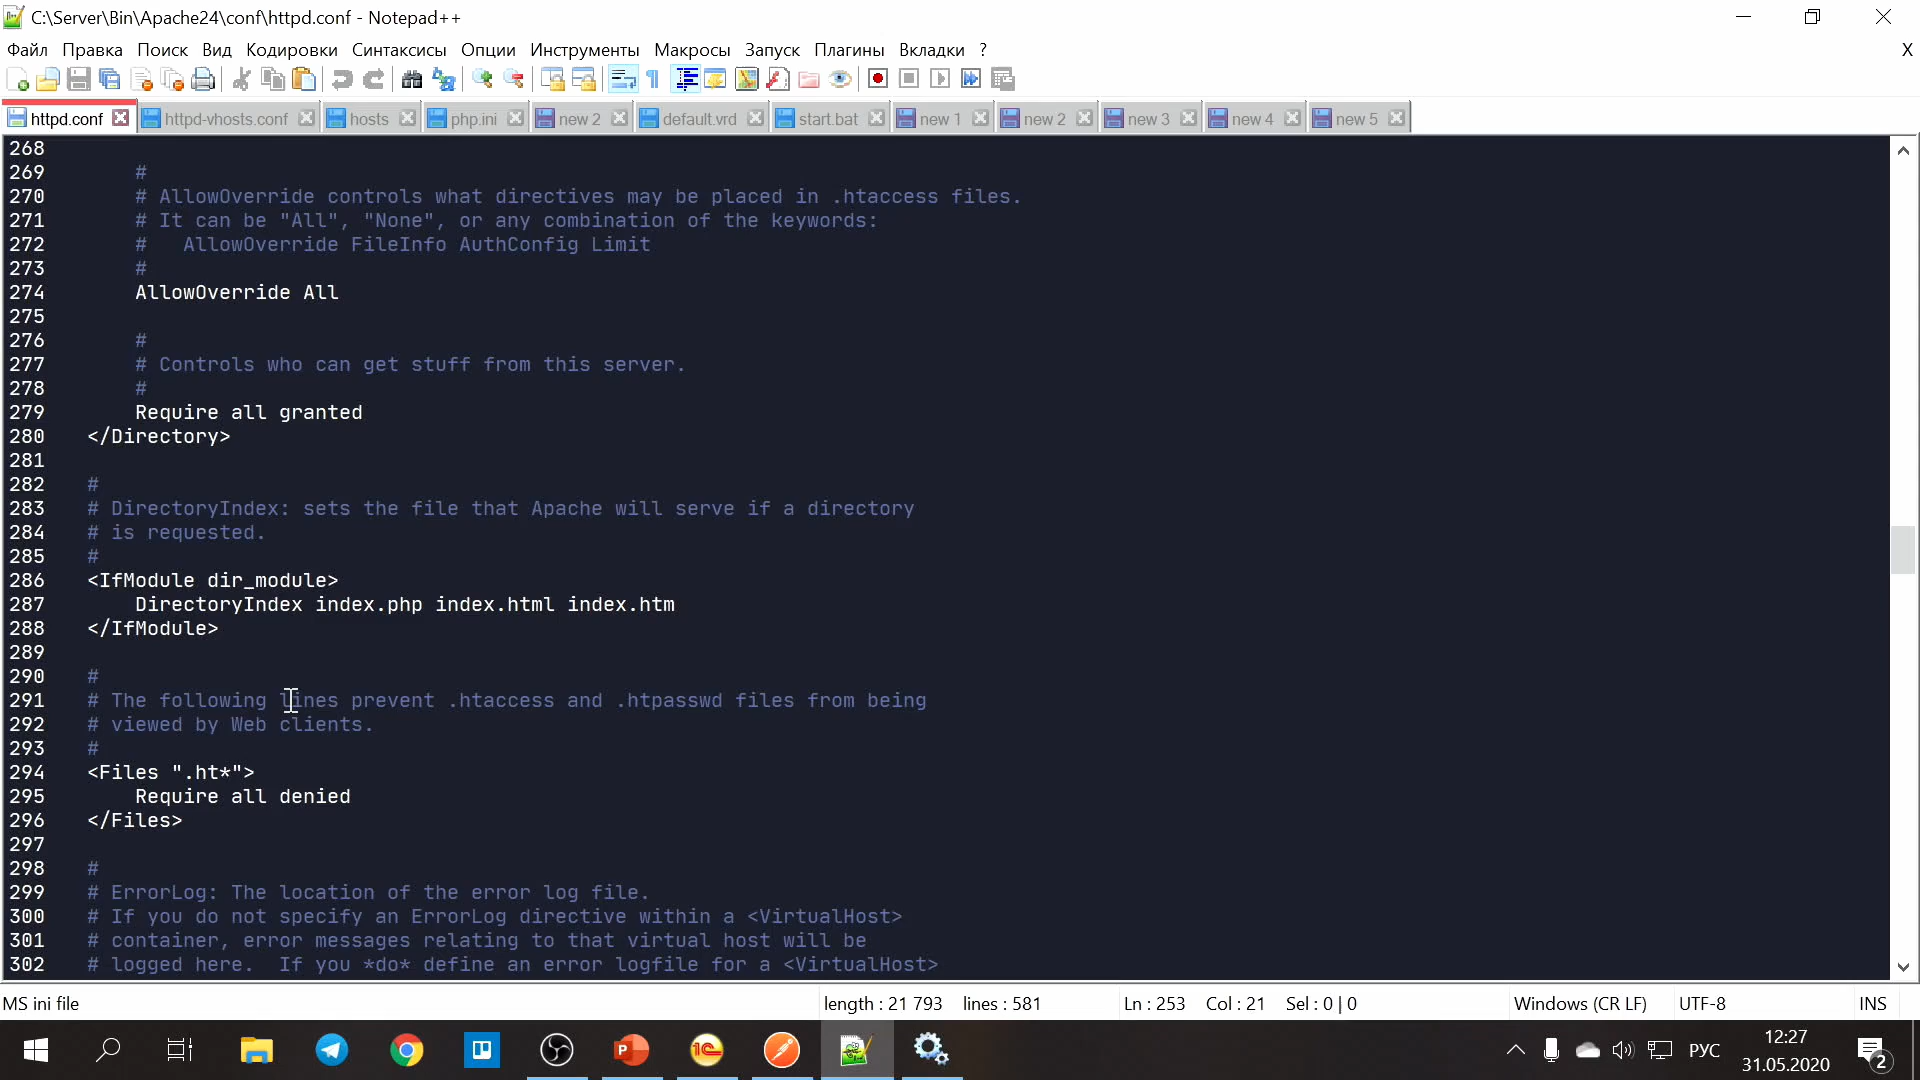 C:\Server\Bin\Apache24\conf\httpd.conf - Notepad++
Файл Правка Поиск Вид Кодировки Синтаксисы Опции Инструменты Макросы Запуск Плагины Вкладки ? X
httpd.conf httpd-vhosts.conf hosts php.ini new 2 default.vrd start.bat new 1 new 2 new 3 new 4 new 5
268
269 #
270 # AllowOverride controls what directives may be placed in .htaccess files.
271 # It can be "All", "None", or any combination of the keywords:
272 #   AllowOverride FileInfo AuthConfig Limit
273 #
274 AllowOverride All
275
276 #
277 # Controls who can get stuff from this server.
278 #
279 Require all granted
280 </Directory>
281
282 #
283 # DirectoryIndex: sets the file that Apache will serve if a directory
284 # is requested.
285 #
286 <IfModule dir_module>
287 DirectoryIndex index.php index.html index.htm
288 </IfModule>
289
290 #
291 # The following lines prevent .htaccess and .htpasswd files from being
292 # viewed by Web clients.
293 #
294 <Files ".ht*">
295 Require all denied
296 </Files>
297
298 #
299 # ErrorLog: The location of the error log file.
300 # If you do not specify an ErrorLog directive within a <VirtualHost>
301 # container, error messages relating to that virtual host will be
302 # logged here.  If you *do* define an error logfile for a <VirtualHost>
MS ini file length : 21 793 lines : 581 Ln : 253 Col : 21 Sel : 0 | 0 Windows (CR LF) UTF-8 INS
РУС 12:27
31.05.2020 2